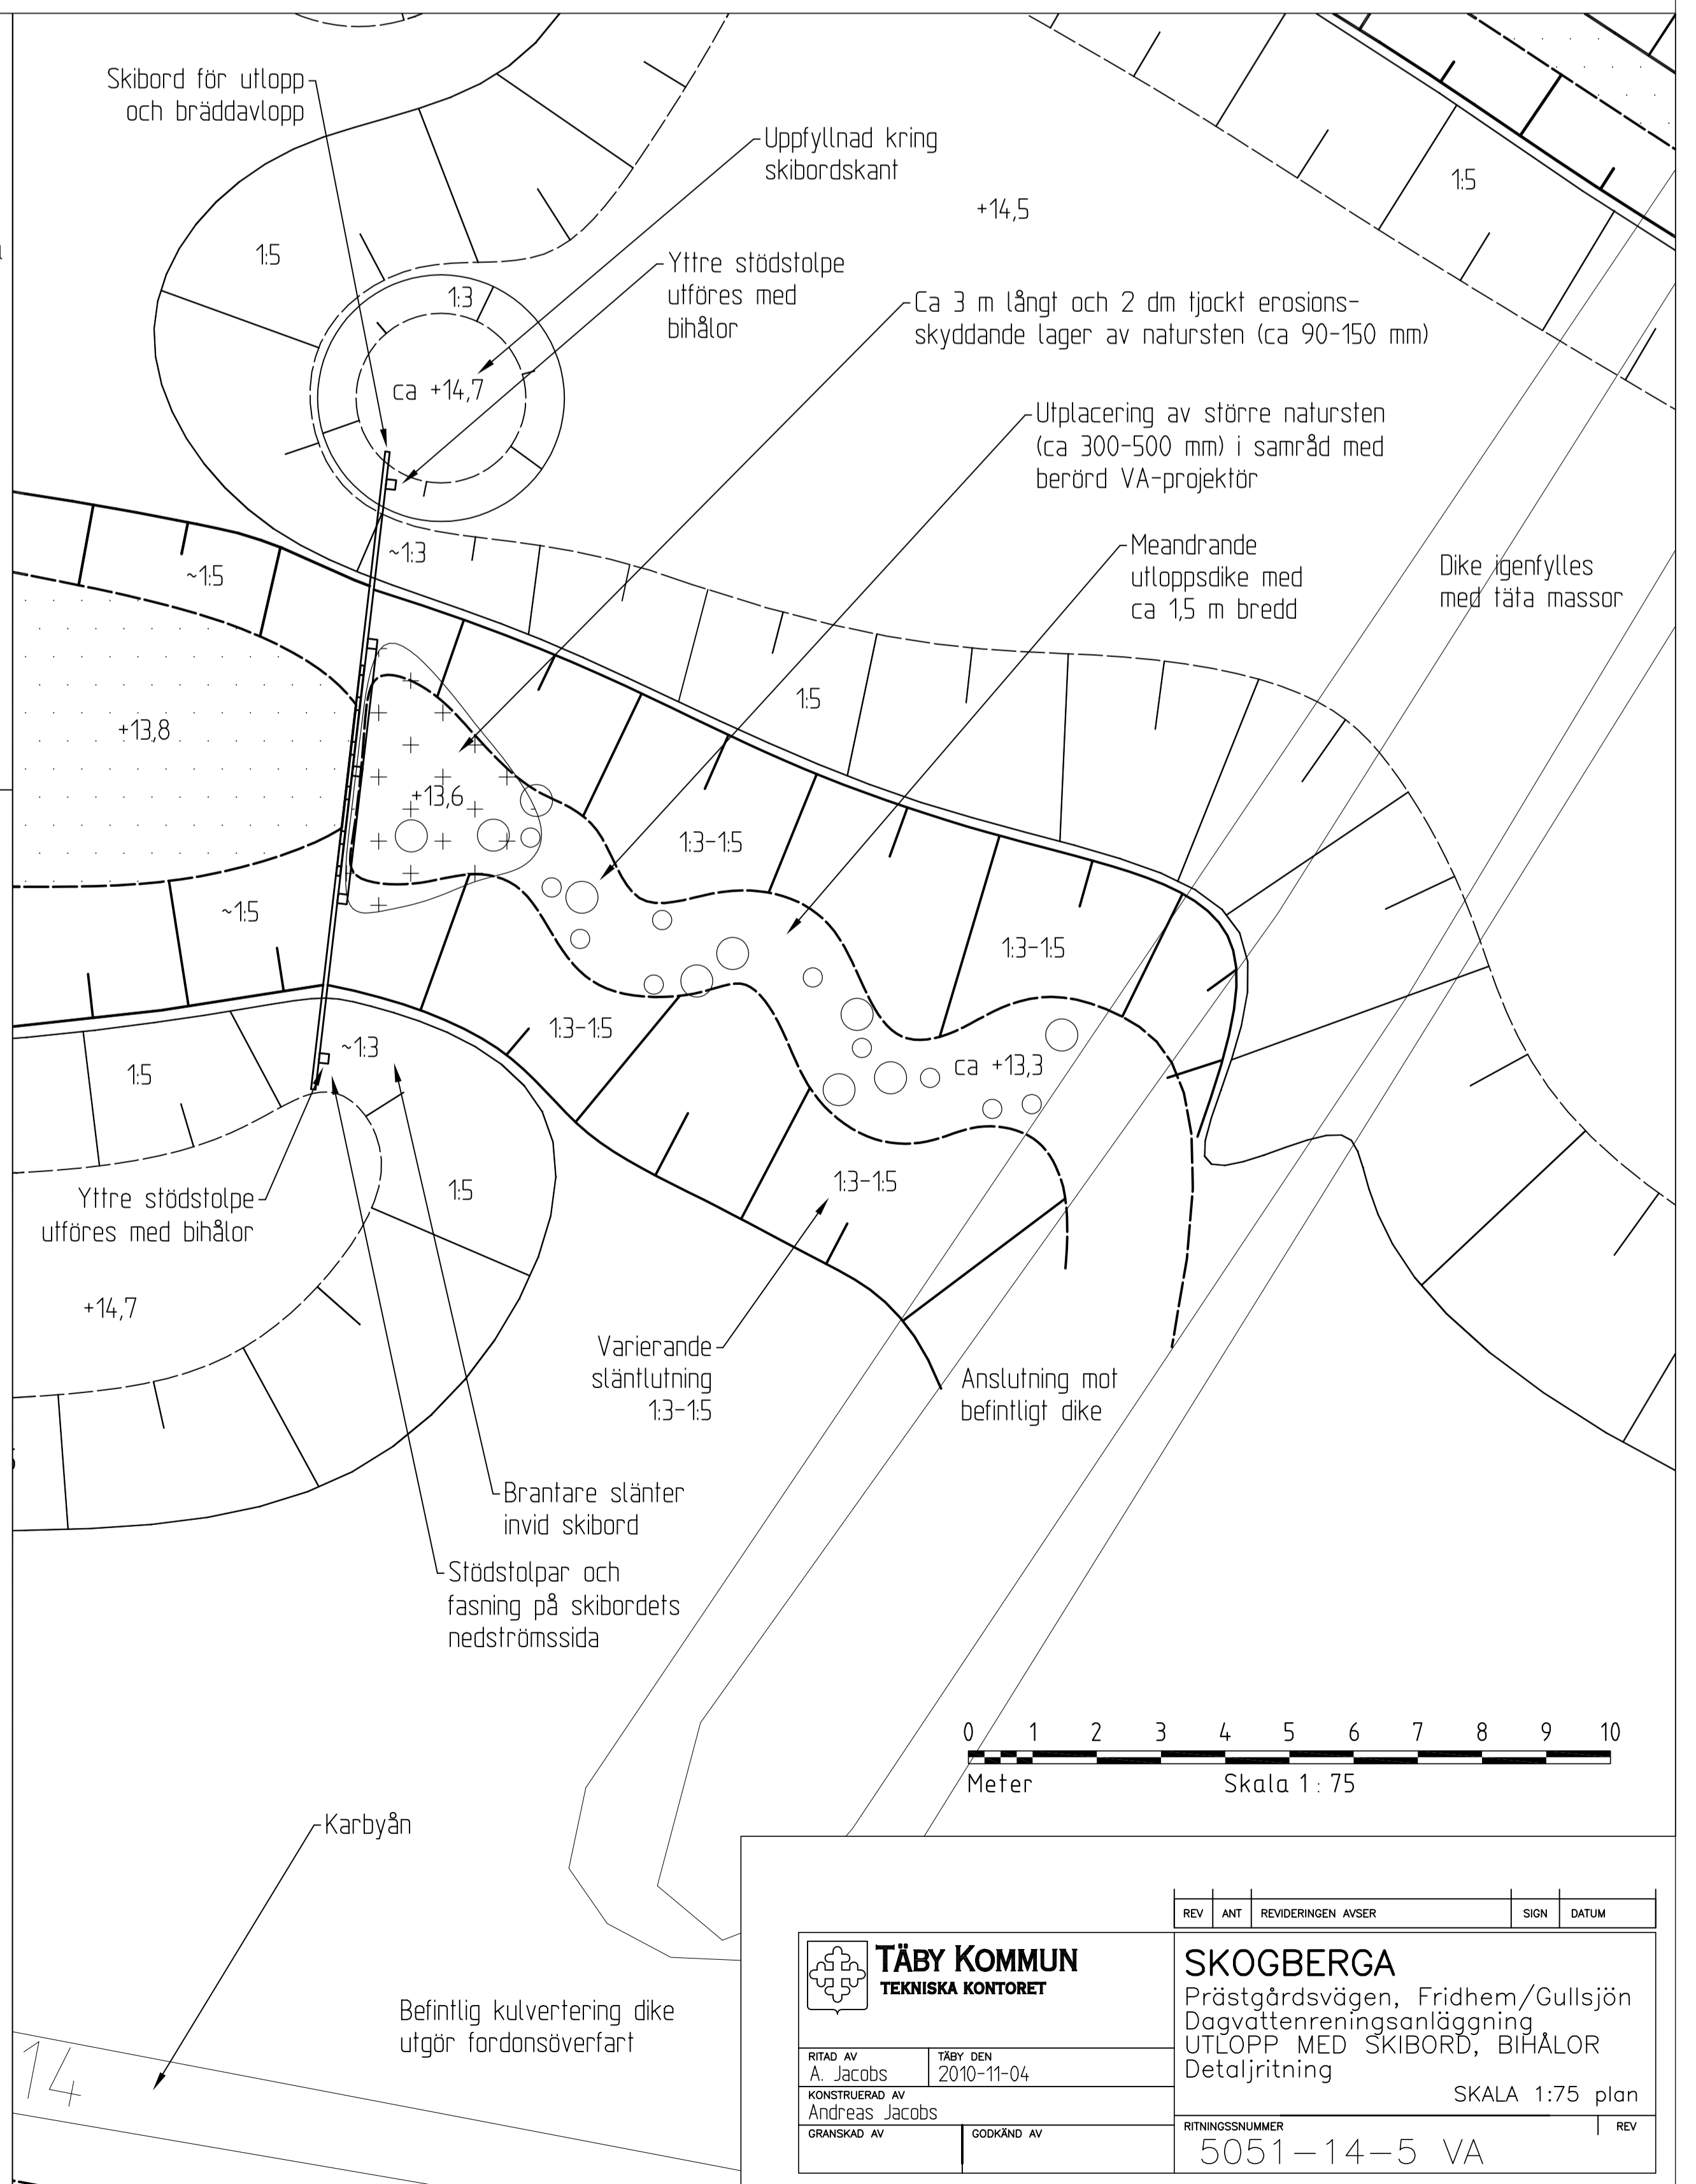 Skibord för utlopp
och bräddavlopp
Uppfyllnad kring
skibordskant
+14,5
1:5
1:5
Yttre stödstolpe
utföres med
bihålor
1:3
Ca 3 m långt och 2 dm tjockt erosions-
skyddande lager av natursten (ca 90-150 mm)
ca +14,7
Utplacering av större natursten
(ca 300-500 mm) i samråd med
berörd VA-projektör
~1:3
~1:5
Meandrande
utloppsdike med
ca 1,5 m bredd
Dike igenfylles
med täta massor
1:5
+13,8
+13,6
1:3-1:5
~1:5
1:3-1:5
1:3-1:5
~1:3
ca +13,3
1:5
1:5
1:3-1:5
Yttre stödstolpe
utföres med bihålor
+14,7
Varierande
släntlutning
1:3-1:5
Anslutning mot
befintligt dike
Brantare slänter
invid skibord
Stödstolpar och
fasning på skibordets
nedströmssida
0 1 2 3 4 5 6 7 8 9 10
Meter Skala 1 : 75
Karbyån
Befintlig kulvertering dike
utgör fordonsöverfart
14
REV ANT REVIDERINGEN AVSER SIGN DATUM
TÄBY KOMMUN
TEKNISKA KONTORET
RITAD AV TÄBY DEN
A. Jacobs 2010-11-04
KONSTRUERAD AV
Andreas Jacobs
GRANSKAD AV GODKÄND AV
SKOGBERGA
Prästgårdsvägen, Fridhem/Gullsjön
Dagvattenreningsanläggning
UTLOPP MED SKIBORD, BIHÅLOR
Detaljritning
SKALA 1:75 plan
RITNINGSSNUMMER REV
5051-14-5 VA